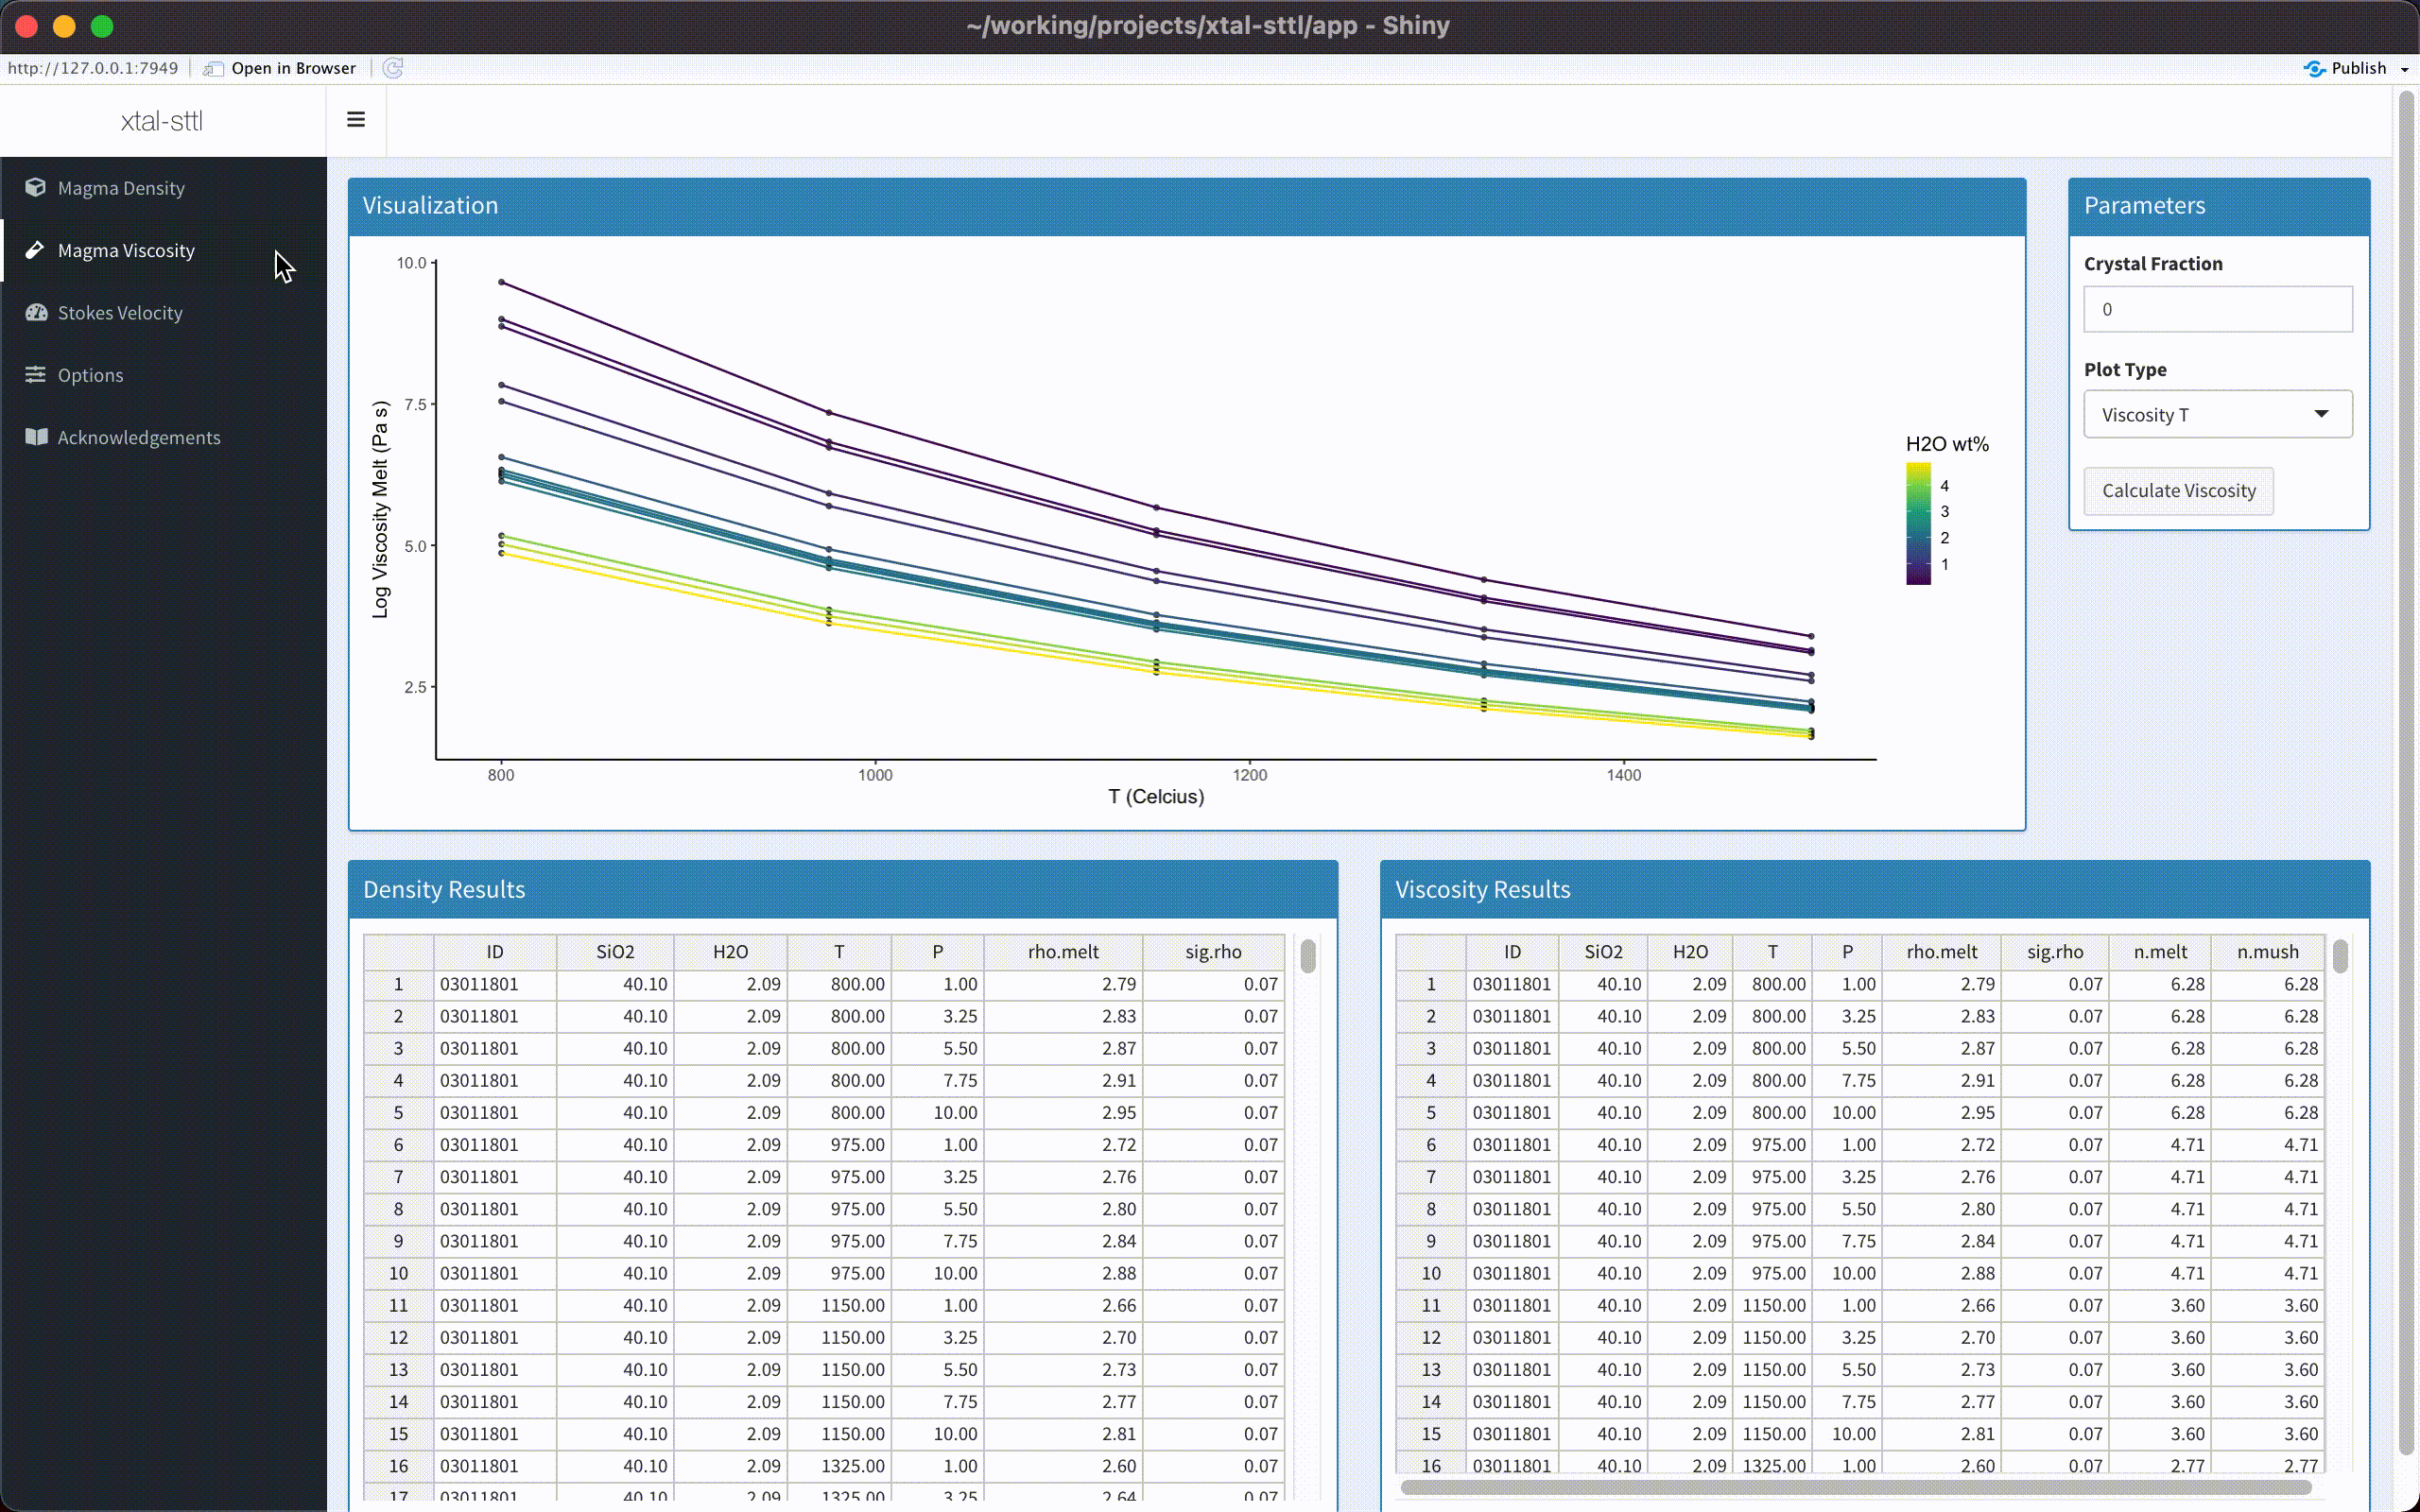 ~/working/projects/xtal-sttl/app - Shiny
http://127.0.0.1:7949 Open in Browser Publish
xtal-sttl
Magma Density
Magma Viscosity
Stokes Velocity
Options
Acknowledgements
Visualization
10.0
7.5
5.0
2.5
Log Viscosity Melt (Pa s)
800 1000 1200 1400
T (Celcius)
H2O wt%
4
3
2
1
Parameters
Crystal Fraction
0
Plot Type
Viscosity T
Calculate Viscosity
Density Results
ID SiO2 H2O T P rho.melt sig.rho
1 03011801 40.10 2.09 800.00 1.00 2.79 0.07
2 03011801 40.10 2.09 800.00 3.25 2.83 0.07
3 03011801 40.10 2.09 800.00 5.50 2.87 0.07
4 03011801 40.10 2.09 800.00 7.75 2.91 0.07
5 03011801 40.10 2.09 800.00 10.00 2.95 0.07
6 03011801 40.10 2.09 975.00 1.00 2.72 0.07
7 03011801 40.10 2.09 975.00 3.25 2.76 0.07
8 03011801 40.10 2.09 975.00 5.50 2.80 0.07
9 03011801 40.10 2.09 975.00 7.75 2.84 0.07
10 03011801 40.10 2.09 975.00 10.00 2.88 0.07
11 03011801 40.10 2.09 1150.00 1.00 2.66 0.07
12 03011801 40.10 2.09 1150.00 3.25 2.70 0.07
13 03011801 40.10 2.09 1150.00 5.50 2.73 0.07
14 03011801 40.10 2.09 1150.00 7.75 2.77 0.07
15 03011801 40.10 2.09 1150.00 10.00 2.81 0.07
16 03011801 40.10 2.09 1325.00 1.00 2.60 0.07
17 03011801 40.10 2.09 1325.00 3.25 2.64 0.07
Viscosity Results
ID SiO2 H2O T P rho.melt sig.rho n.melt n.mush
1 03011801 40.10 2.09 800.00 1.00 2.79 0.07 6.28 6.28
2 03011801 40.10 2.09 800.00 3.25 2.83 0.07 6.28 6.28
3 03011801 40.10 2.09 800.00 5.50 2.87 0.07 6.28 6.28
4 03011801 40.10 2.09 800.00 7.75 2.91 0.07 6.28 6.28
5 03011801 40.10 2.09 800.00 10.00 2.95 0.07 6.28 6.28
6 03011801 40.10 2.09 975.00 1.00 2.72 0.07 4.71 4.71
7 03011801 40.10 2.09 975.00 3.25 2.76 0.07 4.71 4.71
8 03011801 40.10 2.09 975.00 5.50 2.80 0.07 4.71 4.71
9 03011801 40.10 2.09 975.00 7.75 2.84 0.07 4.71 4.71
10 03011801 40.10 2.09 975.00 10.00 2.88 0.07 4.71 4.71
11 03011801 40.10 2.09 1150.00 1.00 2.66 0.07 3.60 3.60
12 03011801 40.10 2.09 1150.00 3.25 2.70 0.07 3.60 3.60
13 03011801 40.10 2.09 1150.00 5.50 2.73 0.07 3.60 3.60
14 03011801 40.10 2.09 1150.00 7.75 2.77 0.07 3.60 3.60
15 03011801 40.10 2.09 1150.00 10.00 2.81 0.07 3.60 3.60
16 03011801 40.10 2.09 1325.00 1.00 2.60 0.07 2.77 2.77